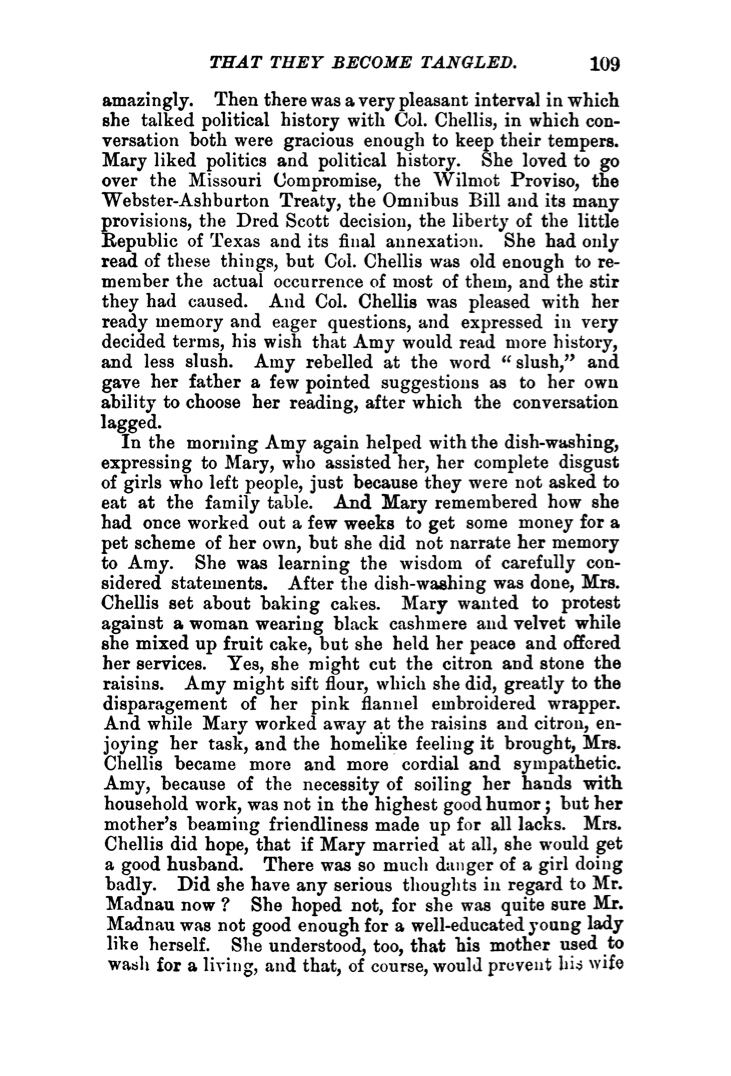 THAT THEY BECOME TANGLED. 109
amazingly. Then there was a very pleasant interval in which
she talked political history with Col. Chellis, in which con-
versation both were gracious enough to keep their tempers.
Mary liked politics and political history. She loved to go
over the Missouri Compromise, the Wilmot Proviso, the
Webster-Ashburton Treaty, the Omnibus Bill and its many
provisions, the Dred Scott decision, the liberty of the little
Republic of Texas and its final annexation. She had only
read of these things, but Col. Chellis was old enough to re-
member the actual occurrence of most of them, and the stir
they had caused. And Col. Chellis was pleased with her
ready memory and eager questions, and expressed in very
decided terms, his wish that Amy would read more history,
and less slush. Amy rebelled at the word “slush,” and
gave her father a few pointed suggestions as to her own
ability to choose her reading, after which the conversation
lagged.
In the morning Amy again helped with the dish-washing,
expressing to Mary, who assisted her, her complete disgust
of girls who left people, just because they were not asked to
eat at the family table. And Mary remembered how she
had once worked out a few weeks to get some money for a
pet scheme of her own, but she did not narrate her memory
to Amy. She was learning the wisdom of carefully con-
sidered statements. After the dish-washing was done, Mrs.
Chellis set about baking cakes. Mary wanted to protest
against a woman wearing black cashmere and velvet while
she mixed up fruit cake, but she held her peace and offered
her services. Yes, she might cut the citron and stone the
raisins. Amy might sift flour, which she did, greatly to the
disparagement of her pink flannel embroidered wrapper.
And while Mary worked away at the raisins and citron, en-
joying her task, and the homelike feeling it brought, Mrs.
Chellis became more and more cordial and sympathetic.
Amy, because of the necessity of soiling her hands with
household work, was not in the highest good humor; but her
mother's beaming friendliness made up for all lacks. Mrs.
Chellis did hope, that if Mary married at all, she would get
a good husband. There was so much danger of a girl doing
badly. Did she have any serious thoughts in regard to Mr.
Madnau now? She hoped not, for she was quite sure Mr.
Madnau was not good enough for a well-educated young lady
like herself. She understood, too, that his mother used to
wash for a living, and that, of course, would prevent his wife